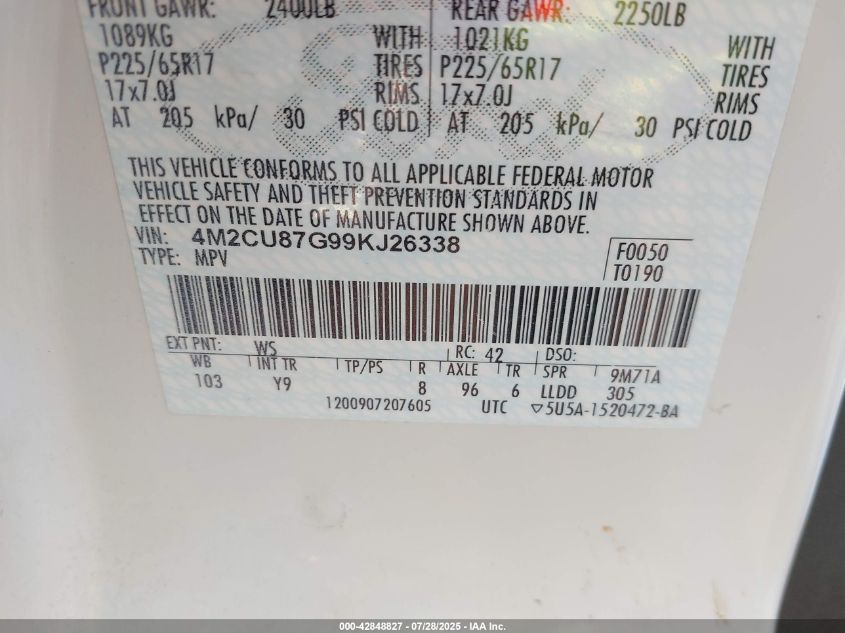 FRONT GAWR: 2400LB REAR GAWR: 2250LB
1089KG WITH 1021KG WITH
P225/65R17 TIRES P225/65R17 TIRES
17x7.0J RIMS 17x7.0J RIMS
AT 205 kPa/ 30 PSI COLD AT 205 kPa/ 30 PSI COLD
THIS VEHICLE CONFORMS TO ALL APPLICABLE FEDERAL MOTOR
VEHICLE SAFETY AND THEFT PREVENTION STANDARDS IN
EFFECT ON THE DATE OF MANUFACTURE SHOWN ABOVE.
VIN: 4M2CU87G99KJ26338
TYPE: MPV
F0050
T0190
EXT PNT: WS RC: 42 DSO:
WB INT TR TP/PS R AXLE TR SPR 9M71A
103 Y9 8 96 6 LLDD 305
1200907207605 UTC ▽5U5A-1520472-BA
000-42848827 - 07/28/2025 - IAA Inc.